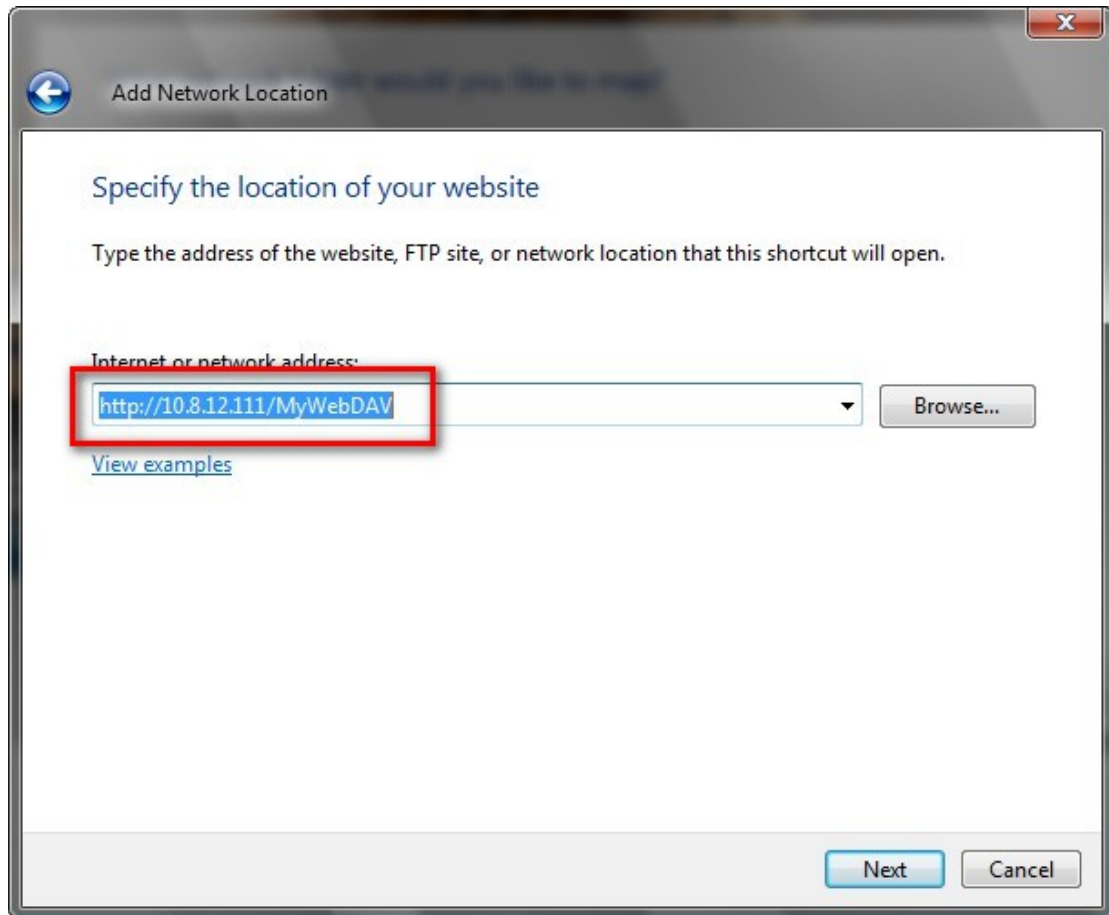 X
Add Network Location
Specify the location of your website
Type the address of the website, FTP site, or network location that this shortcut will open.
Internet or network address:
http://10.8.12.111/MyWebDAV
Browse...
View examples
Next
Cancel